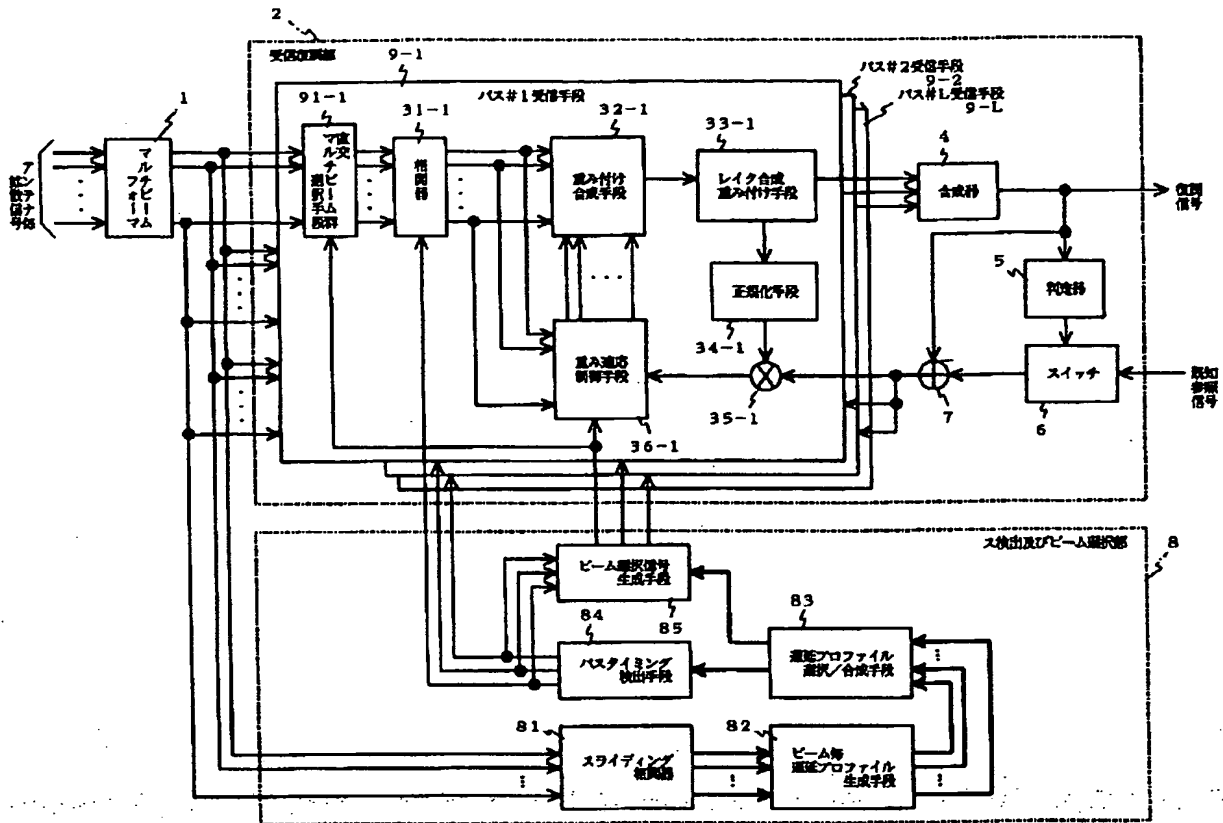 2
受信復調部
9-1
パス#1受信手段
パス#2受信手段
9-2
パス#L受信手段
9-L
1
アンテナ部
拡散信号
マルチビーム
フォーマ
91-1
直交
マルチビーム群
選択手段
31-1
相関器
32-1
重み付け
合成手段
33-1
レイク合成
重み付け手段
4
合成器
復調
信号
5
判定器
正規化手段
34-1
重み適応
制御手段
36-1
35-1
7
スイッチ
6
既知
参照
信号
ス検出及びビーム選択部
8
ビーム選択信号
生成手段
85
84
パスタイミング
検出手段
83
遅延プロファイル
選択/合成手段
81
スライディング
相関器
82
ビーム毎
遅延プロファイル
生成手段